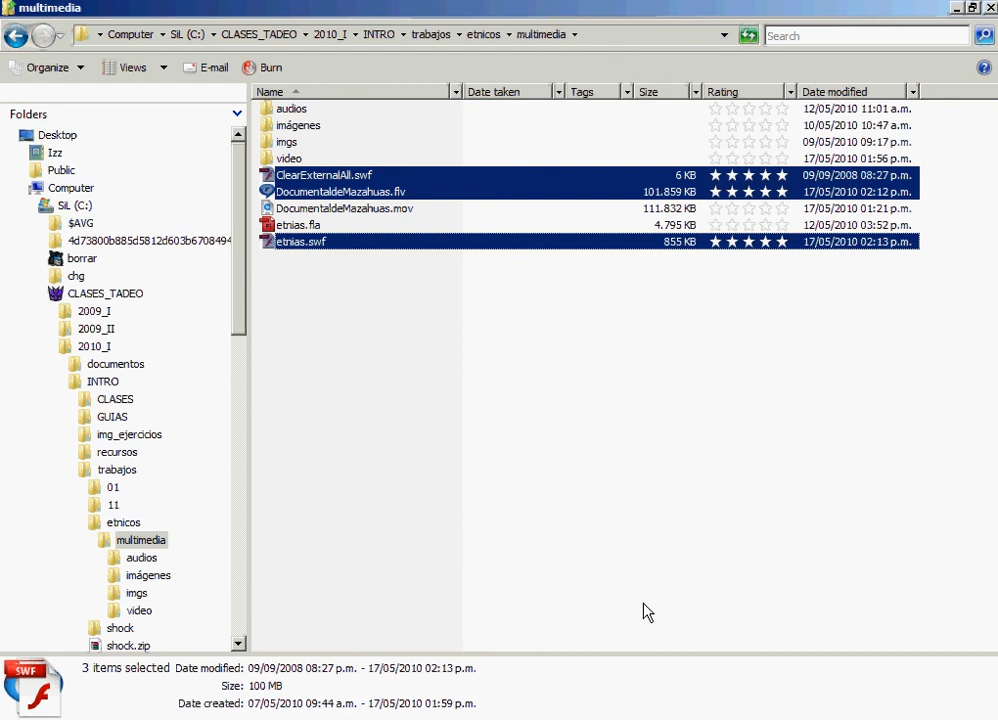 multimedia
Computer SiL (C:) CLASES_TADEO 2010_I INTRO trabajos etnicos multimedia Search
Organize Views E-mail Burn
Folders
Desktop
Izz
Public
Computer
SiL (C:)
$AVG
4d73800b885d5812d603b6708494
borrar
chg
CLASES_TADEO
2009_I
2009_II
2010_I
documentos
INTRO
CLASES
GUIAS
img_ejercicios
recursos
trabajos
01
11
etnicos
multimedia
audios
imágenes
imgs
video
shock
shock.zip
Name Date taken Tags Size Rating Date modified
audios 12/05/2010 11:01 a.m.
imágenes 10/05/2010 10:47 a.m.
imgs 09/05/2010 09:17 p.m.
video 17/05/2010 01:56 p.m.
ClearExternalAll.swf 6 KB 09/09/2008 08:27 p.m.
DocumentaldeMazahuas.flv 101.859 KB 17/05/2010 02:12 p.m.
DocumentaldeMazahuas.mov 111.832 KB 17/05/2010 01:21 p.m.
etnias.fla 4.795 KB 12/05/2010 03:52 p.m.
etnias.swf 855 KB 17/05/2010 02:13 p.m.
SWF
3 items selected Date modified: 09/09/2008 08:27 p.m. - 17/05/2010 02:13 p.m.
Size: 100 MB
Date created: 07/05/2010 09:44 a.m. - 17/05/2010 01:59 p.m.